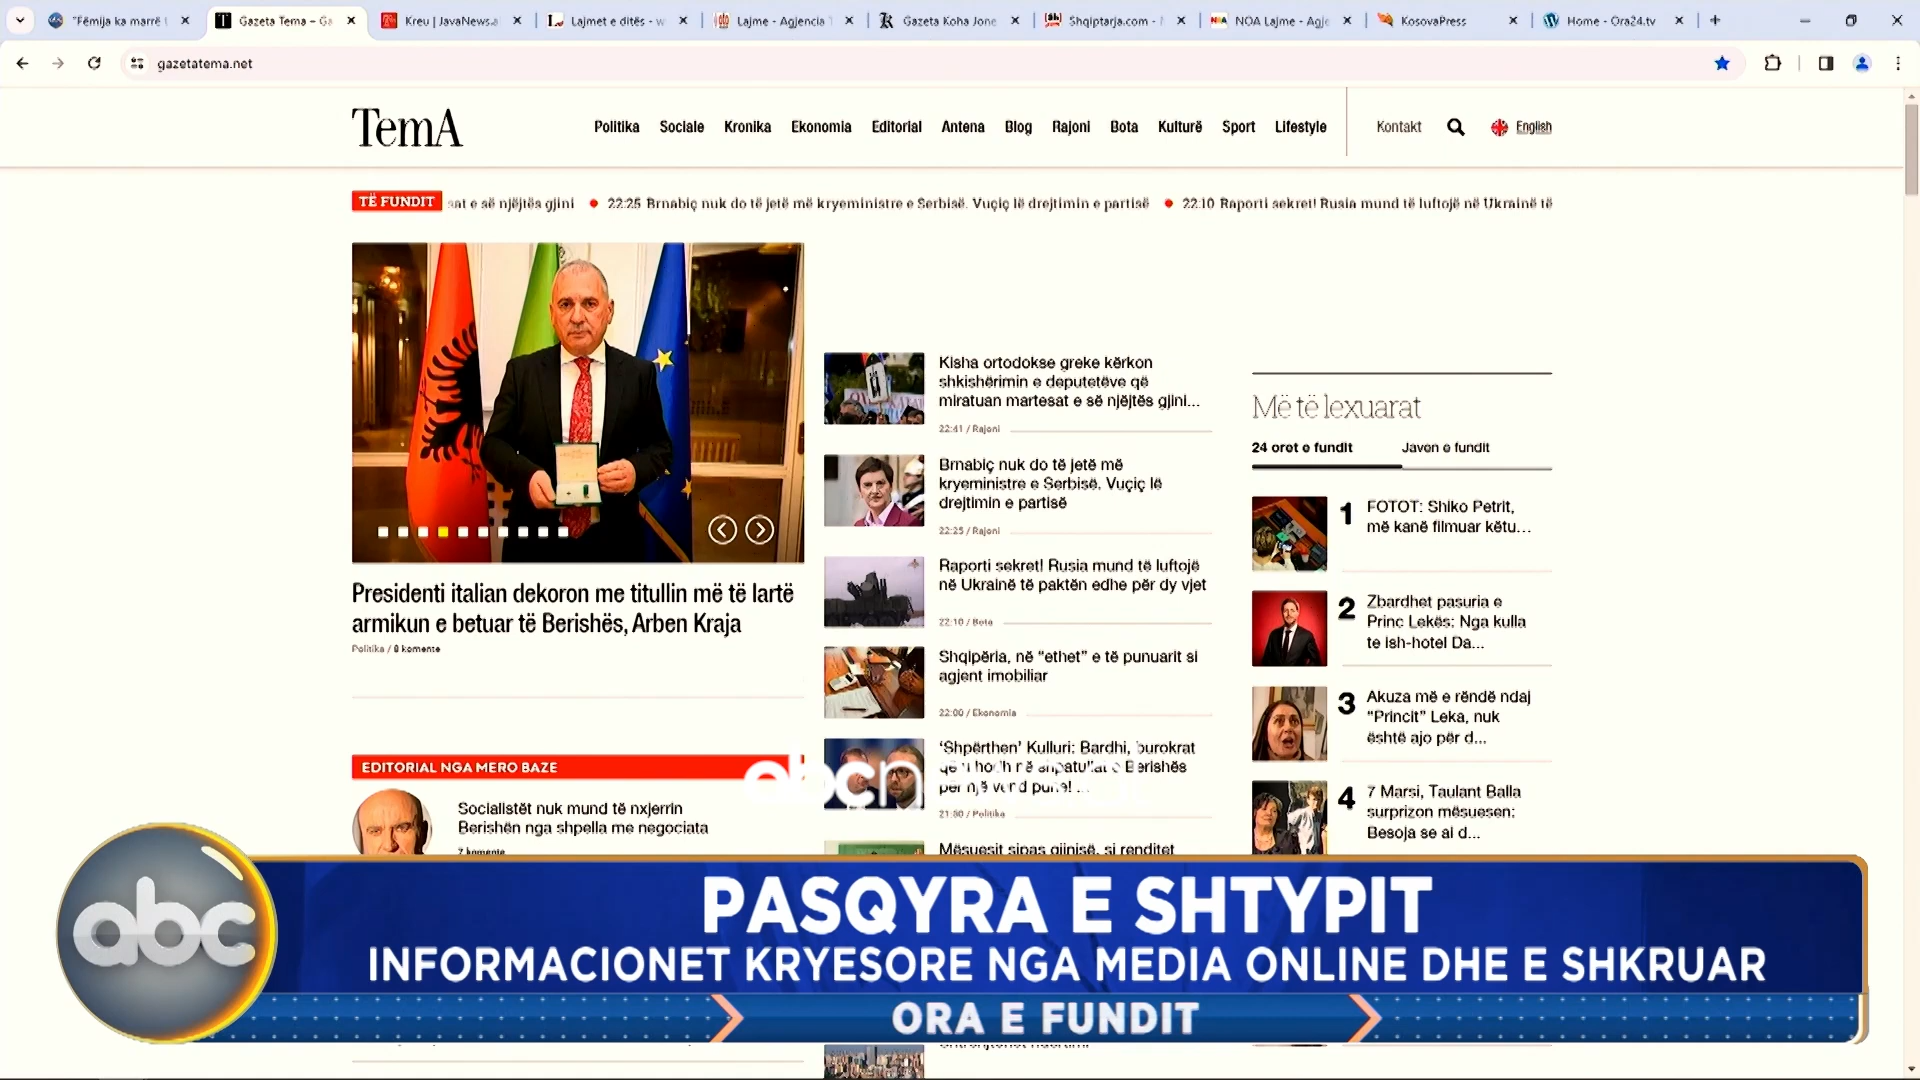 "Fëmija ka marrë
Gazeta Tema – Ga
Kreu | JavaNews.a
Lajmet e ditës - w
Lajme - Agjencia
Gazeta Koha Jone
Shqiptarja.com -
NOA Lajme - Agje
KosovaPress
Home - Ora24.tv
gazetatema.net
TemA
Politika Sociale Kronika Ekonomia Editorial Antena Blog Rajoni Bota Kulturë Sport Lifestyle
Kontakt
English
TË FUNDIT
sat e së njëjtës gjini • 22:25 Brnabiç nuk do të jetë më kryeministre e Serbisë. Vuçiç lë drejtimin e partisë • 22:10 Raporti sekret! Rusia mund të luftojë në Ukrainë të
Presidenti italian dekoron me titullin më të lartë
armikun e betuar të Berishës, Arben Kraja
Politika / 0 komente
EDITORIAL NGA MERO BAZE
Socialistët nuk mund të nxjerrin
Berishën nga shpella me negociata
7 komente
Kisha ortodokse greke kërkon
shkishërimin e deputetëve që
miratuan martesat e së njëjtës gjini...
22:41 / Rajoni
Brnabiç nuk do të jetë më
kryeministre e Serbisë. Vuçiç lë
drejtimin e partisë
22:25 / Rajoni
Raporti sekret! Rusia mund të luftojë
në Ukrainë të paktën edhe për dy vjet
22:10 / Bota
Shqipëria, në “ethet” e të punuarit si
agjent imobiliar
22:00 / Ekonomia
‘Shpërthen’ Kulluri: Bardhi, burokrat
Berishës
për një vend pune!...
21:50 / Politika
Mësuesit sipas gjinisë, si renditet
Më të lexuarat
24 oret e fundit
Javen e fundit
1
FOTOT: Shiko Petrit,
më kanë filmuar këtu...
2
Zbardhet pasuria e
Princ Lekës: Nga kulla
te ish-hotel Da...
3
Akuza më e rëndë ndaj
“Princit” Leka, nuk
është ajo për d...
4
7 Marsi, Taulant Balla
surprizon mësuesen:
Besoja se ai d...
abc
PASQYRA E SHTYPIT
INFORMACIONET KRYESORE NGA MEDIA ONLINE DHE E SHKRUAR
ORA E FUNDIT